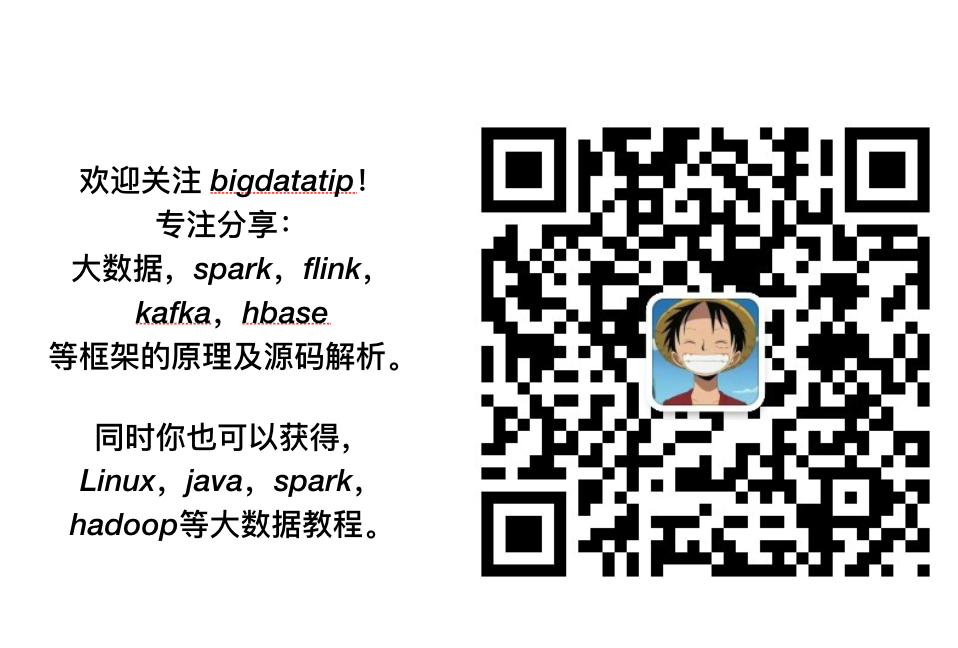 欢迎关注 bigdatatip！
专注分享：
大数据，spark，flink，
kafka，hbase
等框架的原理及源码解析。
同时你也可以获得，
Linux，java，spark，
hadoop等大数据教程。